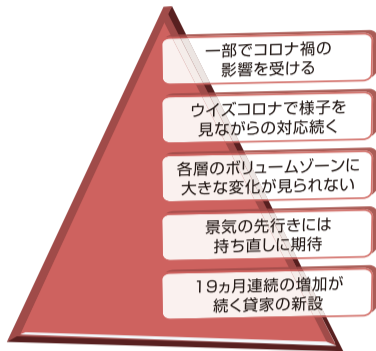 一部でコロナ禍の
影響を受ける
ウイズコロナで様子を
見ながらの対応続く
各層のボリュームゾーンに
大きな変化が見られない
景気の先行きには
持ち直しに期待
19ヵ月連続の増加が
続く貸家の新設